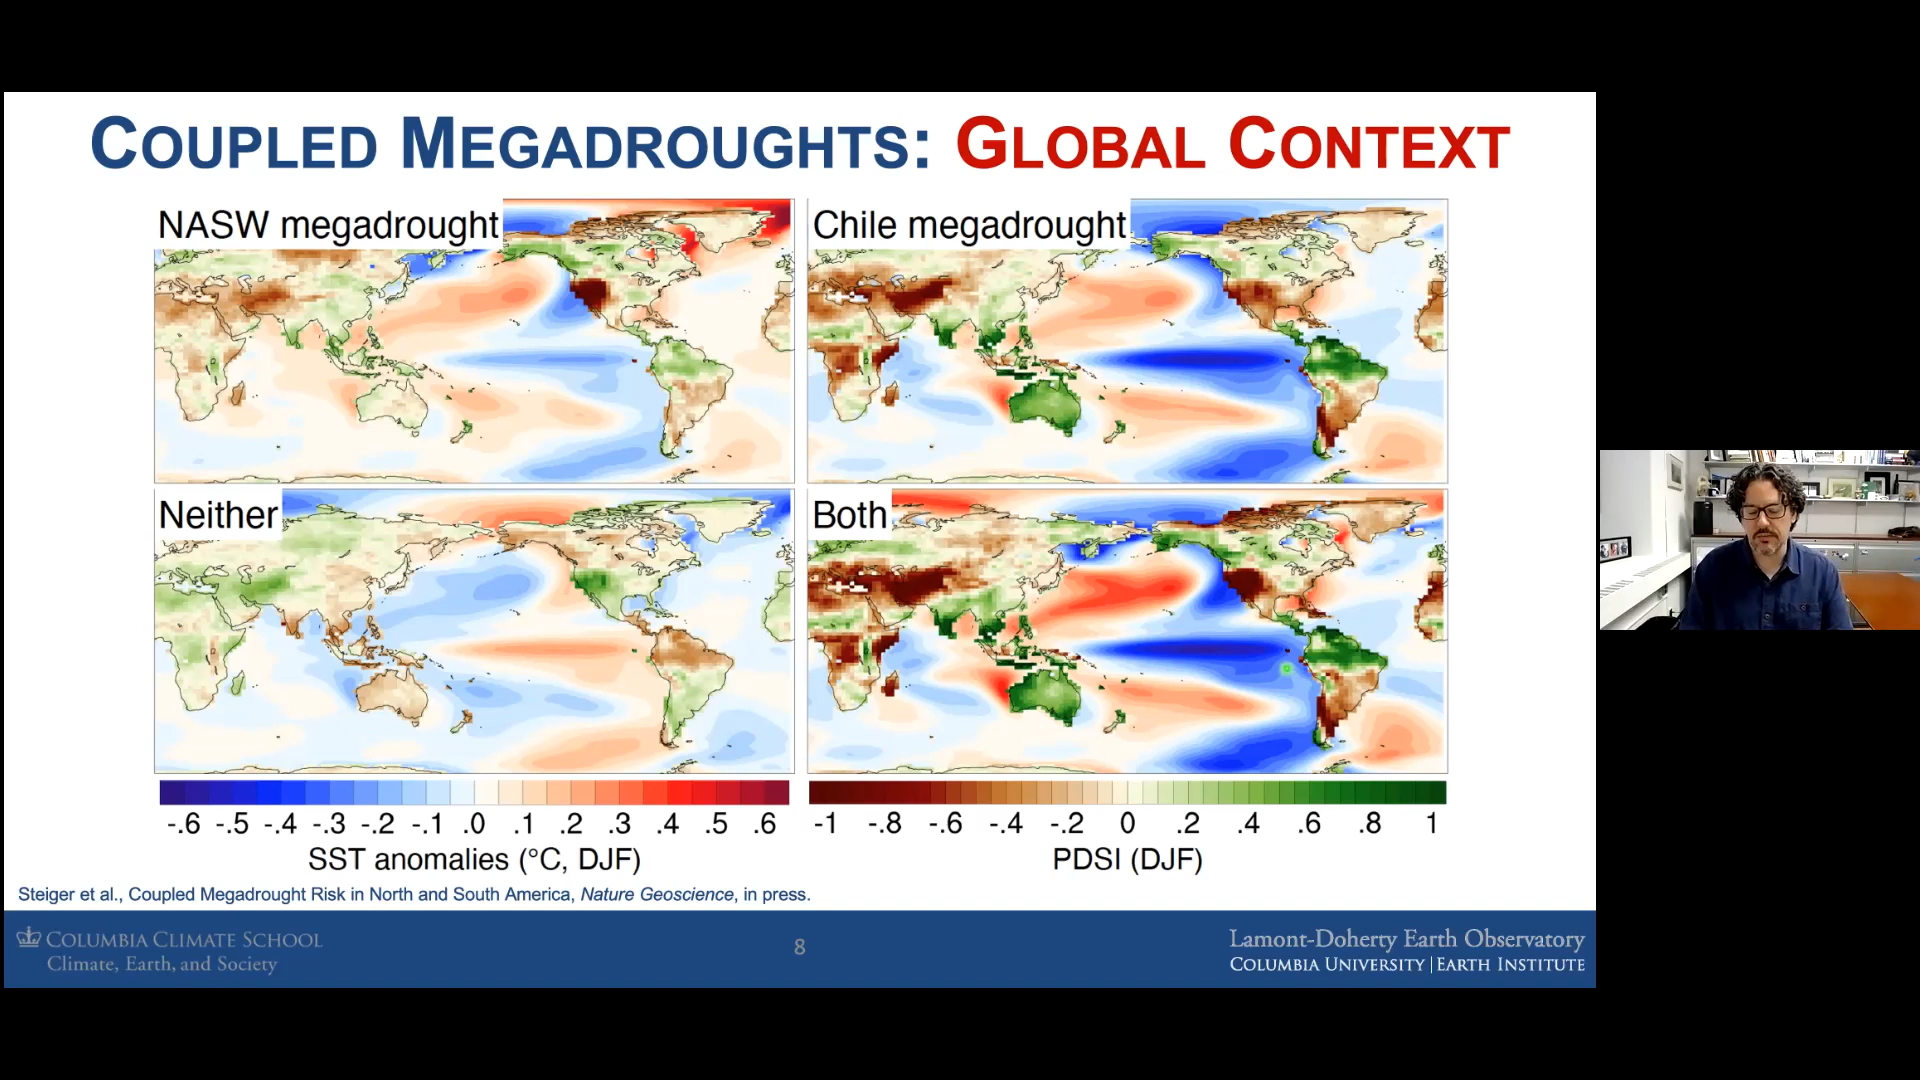 COUPLED MEGADROUGHTS: GLOBAL CONTEXT
NASW megadrought
Chile megadrought
Neither
Both
-.6 -.5 -.4 -.3 -.2 -.1 .0 .1 .2 .3 .4 .5 .6
SST anomalies (°C, DJF)
-1 -.8 -.6 -.4 -.2 0 .2 .4 .6 .8 1
PDSI (DJF)
Steiger et al., Coupled Megadrought Risk in North and South America, Nature Geoscience, in press.
COLUMBIA CLIMATE SCHOOL
Climate, Earth, and Society
8
Lamont-Doherty Earth Observatory
COLUMBIA UNIVERSITY | EARTH INSTITUTE